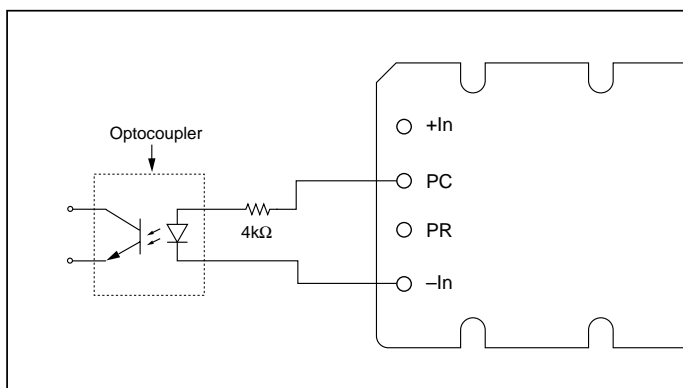 Optocoupler
4kΩ
+In
PC
PR
–In